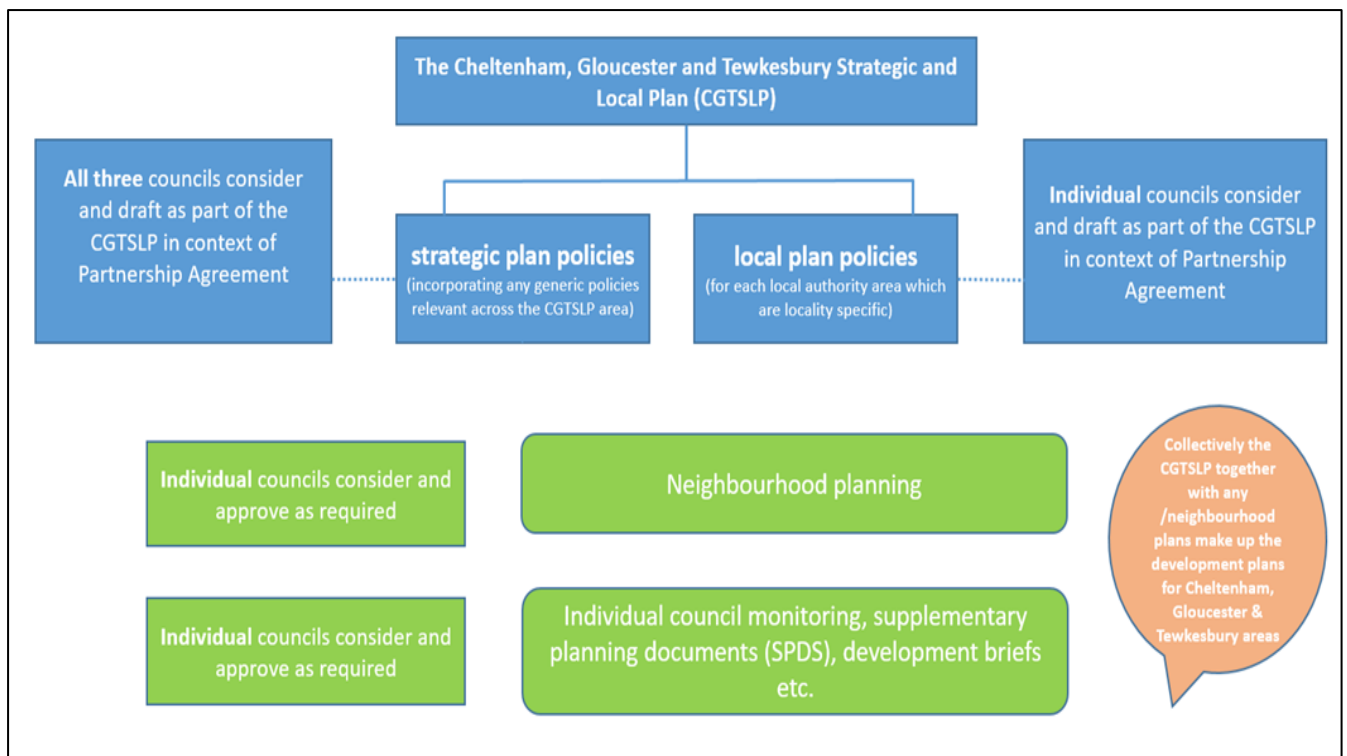 The Cheltenham, Gloucester and Tewkesbury Strategic and
Local Plan (CGTSLP)
All three councils consider
and draft as part of the
CGTSLP in context of
Partnership Agreement
strategic plan policies
(incorporating any generic policies
relevant across the CGTSLP area)
local plan policies
(for each local authority area which
are locality specific)
Individual councils consider
and draft as part of the CGTSLP
in context of Partnership
Agreement
Individual councils consider and
approve as required
Neighbourhood planning
Individual councils consider and
approve as required
Individual council monitoring, supplementary
planning documents (SPDS), development briefs
etc.
Collectively the
CGTSLP together
with any
/neighbourhood
plans make up the
development plans
for Cheltenham,
Gloucester &
Tewkesbury areas